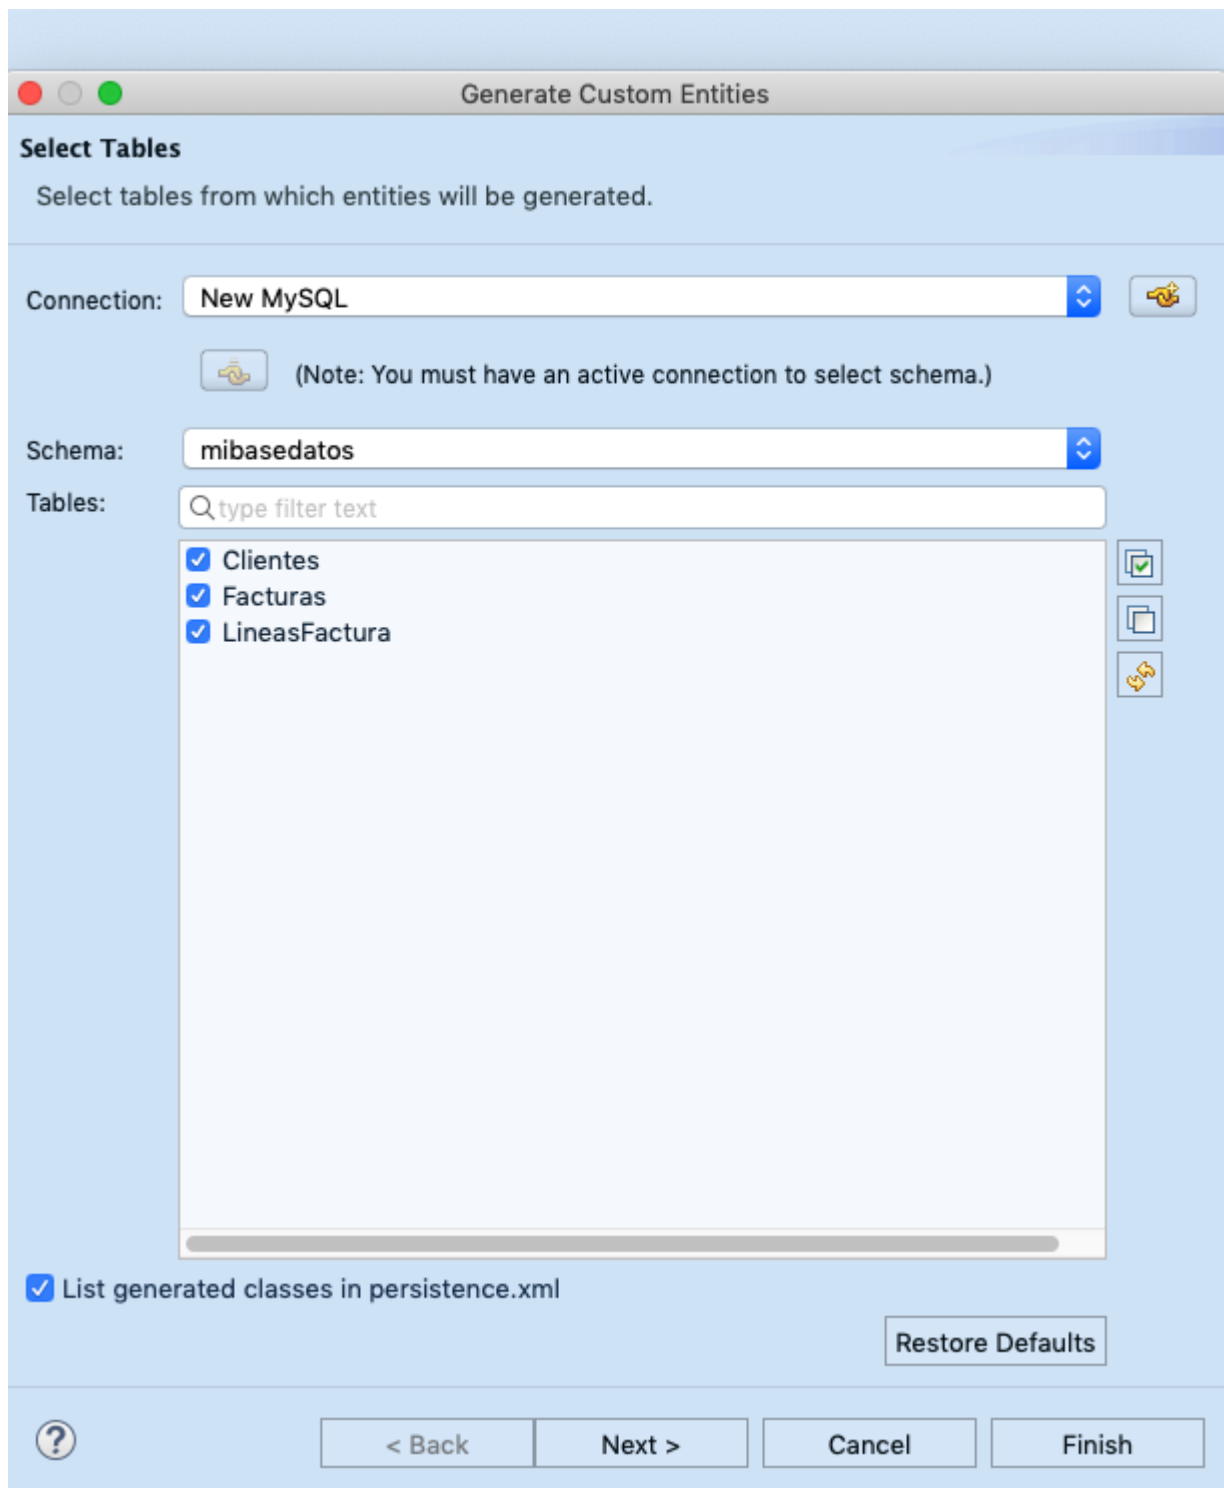 Generate Custom Entities
Select Tables
Select tables from which entities will be generated.
Connection: New MySQL
(Note: You must have an active connection to select schema.)
Schema: mibasedatos
Tables: type filter text
Clientes
Facturas
LineasFactura
List generated classes in persistence.xml
Restore Defaults
? < Back Next > Cancel Finish